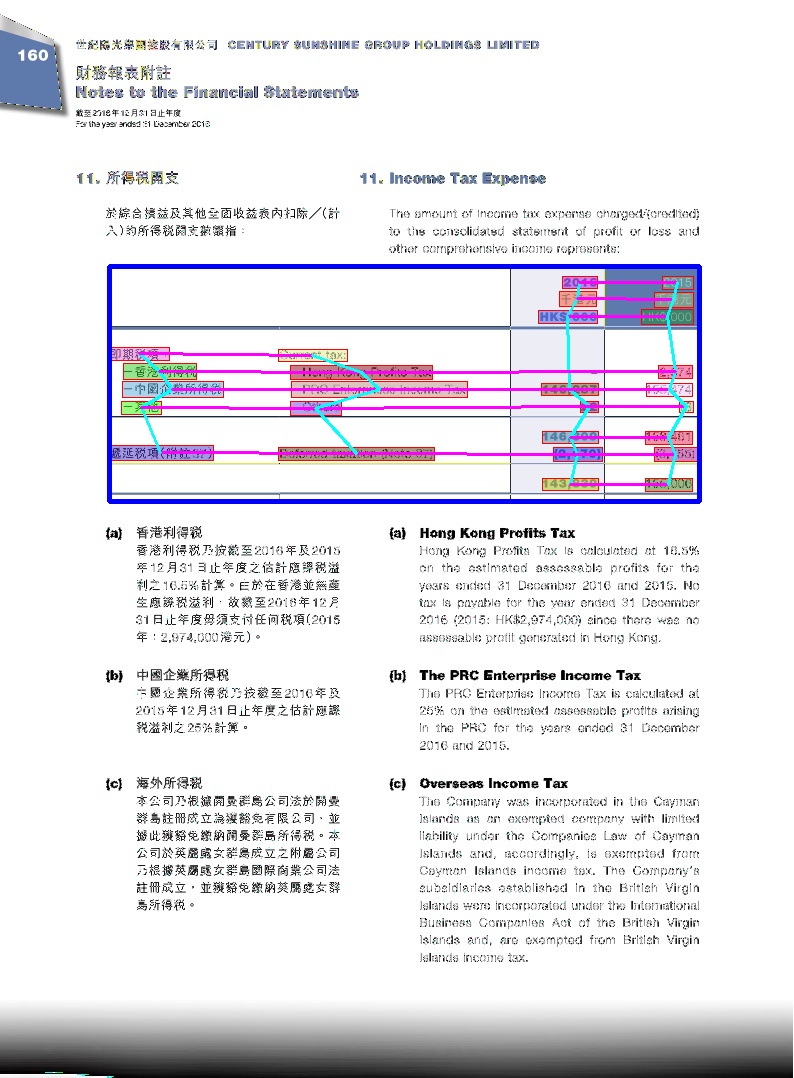 160
世紀陽光集團控股有限公司 CENTURY SUNSHINE GROUP HOLDINGS LIMITED
財務報表附註
Notes to the Financial Statements
截至2016年12月31日止年度
For the year ended 31 December 2016
11. 所得稅開支
於綜合損益及其他全面收益表內扣除／(計
入)的所得稅開支數額指：
11. Income Tax Expense
The amount of income tax expense charged/(credited)
to the consolidated statement of profit or loss and
other comprehensive income represents:
2016 2015
千港元 千港元
HK$'000 HK$'000
即期稅項： Current tax:
－香港利得稅 – Hong Kong Profits Tax 2,974
－中國企業所得稅 – PRC Enterprise Income Tax
－其他
遞延稅項(附註37) Deferred taxation (Note 37)
(a) 香港利得稅
香港利得稅乃按截至2016年及2015
年12月31日止年度之估計應課稅溢
利之16.5%計算。由於在香港並無產
生應課稅溢利，故截至2016年12月
31日止年度毋須支付任何稅項(2015
年：2,974,000港元)。
(a) Hong Kong Profits Tax
Hong Kong Profits Tax is calculated at 16.5%
on the estimated assessable profits for the
years ended 31 December 2016 and 2015. No
tax is payable for the year ended 31 December
2016 (2015: HK$2,974,000) since there was no
assessable profit generated in Hong Kong.
(b) 中國企業所得稅
中國企業所得稅乃按截至2016年及
2015年12月31日止年度之估計應課
稅溢利之25%計算。
(b) The PRC Enterprise Income Tax
The PRC Enterprise Income Tax is calculated at
25% on the estimated assessable profits arising
in the PRC for the years ended 31 December
2016 and 2015.
(c) 海外所得稅
本公司乃根據開曼群島公司法於開曼
群島註冊成立為獲豁免有限公司，並
據此獲豁免繳納開曼群島所得稅。本
公司於英屬處女群島成立之附屬公司
乃根據英屬處女群島國際商業公司法
註冊成立，並獲豁免繳納英屬處女群
島所得稅。
(c) Overseas Income Tax
The Company was incorporated in the Cayman
Islands as an exempted company with limited
liability under the Companies Law of Cayman
Islands and, accordingly, is exempted from
Cayman Islands income tax. The Company's
subsidiaries established in the British Virgin
Islands were incorporated under the International
Business Companies Act of the British Virgin
Islands and, are exempted from British Virgin
Islands income tax.